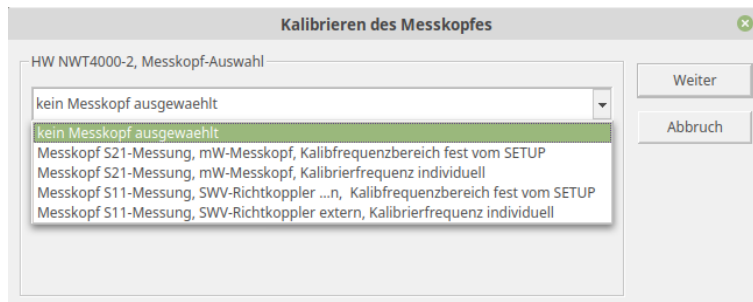 Kalibrieren des Messkopfes
HW NWT4000-2, Messkopf-Auswahl
kein Messkopf ausgewaehlt
Weiter
kein Messkopf ausgewaehlt
Abbruch
Messkopf S21-Messung, mW-Messkopf, Kalibfrequenzbereich fest vom SETUP
Messkopf S21-Messung, mW-Messkopf, Kalibrierfrequenz individuell
Messkopf S11-Messung, SWV-Richtkoppler ...n, Kalibfrequenzbereich fest vom SETUP
Messkopf S11-Messung, SWV-Richtkoppler extern, Kalibrierfrequenz individuell